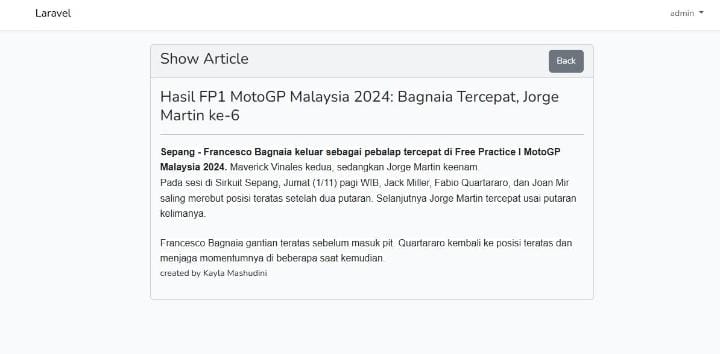 Laravel
admin
Show Article
Back
Hasil FP1 MotoGP Malaysia 2024: Bagnaia Tercepat, Jorge
Martin ke-6
Sepang - Francesco Bagnaia keluar sebagai pebalap tercepat di Free Practice I MotoGP
Malaysia 2024. Maverick Vinales kedua, sedangkan Jorge Martin keenam.
Pada sesi di Sirkuit Sepang, Jumat (1/11) pagi WIB, Jack Miller, Fabio Quartararo, dan Joan Mir
saling merebut posisi teratas setelah dua putaran. Selanjutnya Jorge Martin tercepat usai putaran
kelimanya.
Francesco Bagnaia gantian teratas sebelum masuk pit. Quartararo kembali ke posisi teratas dan
menjaga momentumnya di beberapa saat kemudian.
created by Kayla Mashudini